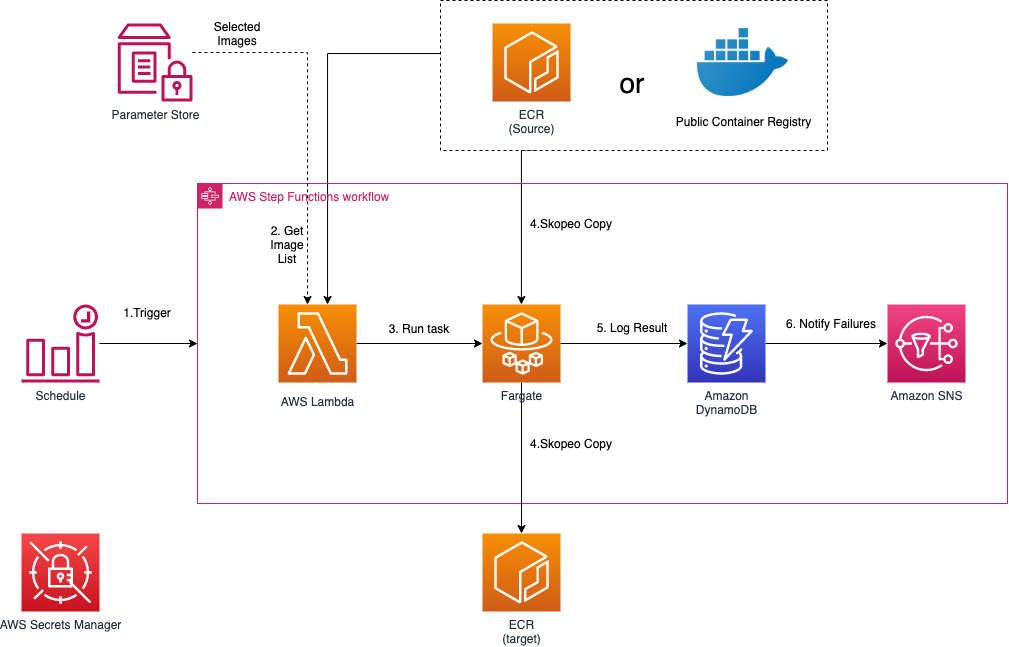 Selected
Images
Parameter Store
ECR
(Source)
or
Public Container Registry
AWS Step Functions workflow
2. Get
Image
List
4.Skopeo Copy
1.Trigger
3. Run task
5. Log Result
6. Notify Failures
Schedule
AWS Lambda
Fargate
Amazon
DynamoDB
Amazon SNS
4.Skopeo Copy
AWS Secrets Manager
ECR
(target)